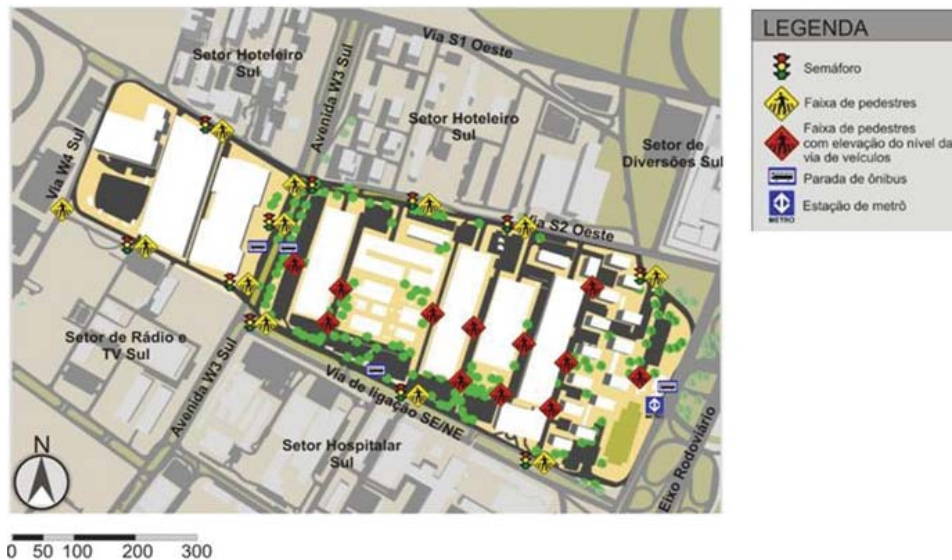 Via S1 Oeste
Setor Hoteleiro
Sul
Avenida W3 Sul
Setor Hoteleiro
Sul
Setor de
Diversões Sul
Via W4 Sul
Via S2 Oeste
Setor de Rádio e
TV Sul
Avenida W3 Sul
Via de ligação SE/NE
Setor Hospitalar
Sul
METRÔ
Eixo Rodoviário
N
0 50 100 200 300
LEGENDA
Semáforo
Faixa de pedestres
Faixa de pedestres
com elevação do nível da
via de veículos
Parada de ônibus
METRÔ
Estação de metrô